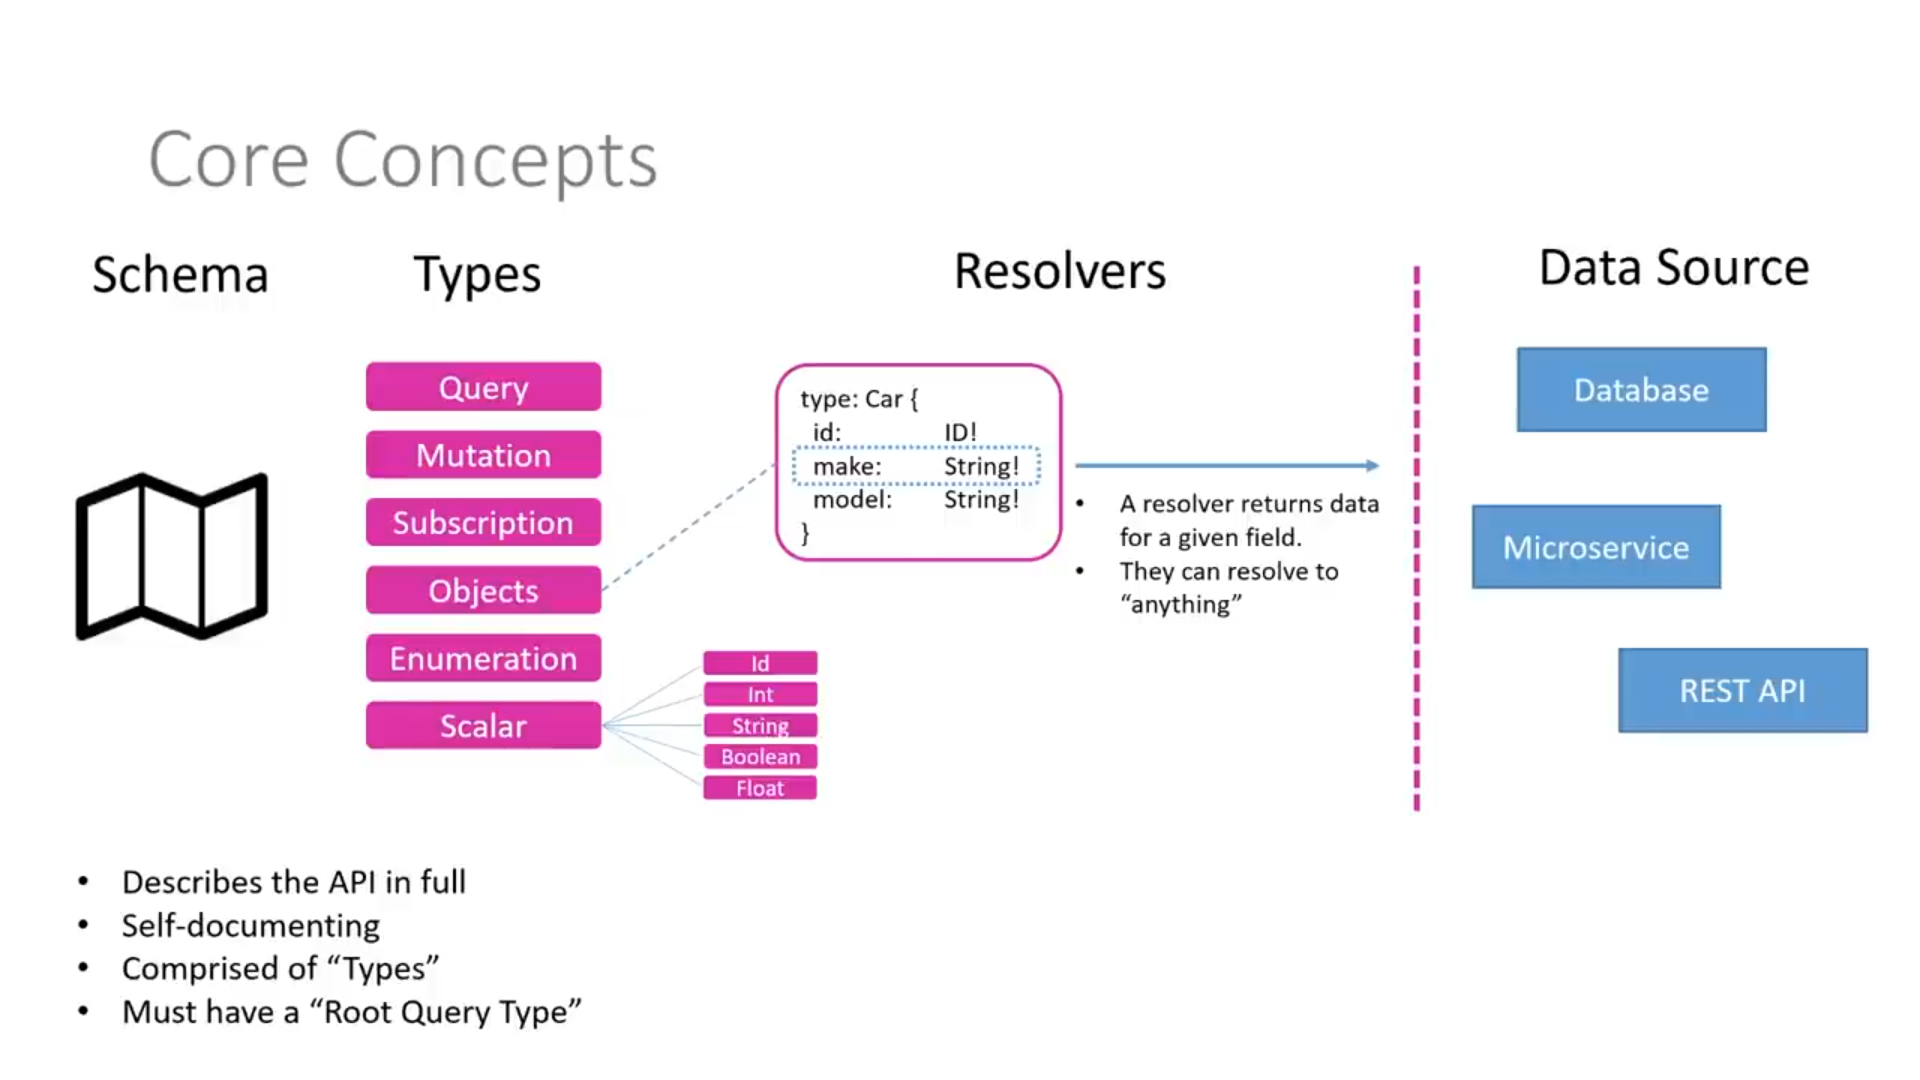 Core Concepts
Schema
Types
Resolvers
Data Source
Query
Mutation
Subscription
Objects
Enumeration
Scalar
Id
Int
String
Boolean
Float
type: Car {
id: ID!
make: String!
model: String!
}
• A resolver returns data
for a given field.
• They can resolve to
“anything”
Database
Microservice
REST API
• Describes the API in full
• Self-documenting
• Comprised of “Types”
• Must have a “Root Query Type”